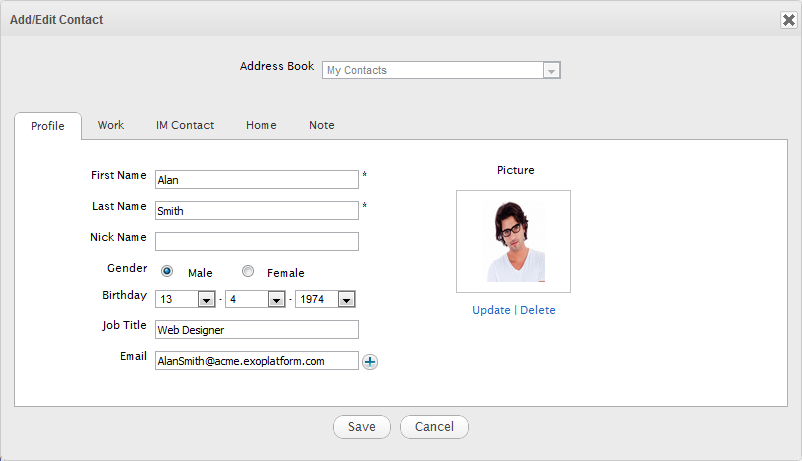 Add/Edit Contact
Address Book My Contacts
Profile Work IM Contact Home Note
First Name Alan *
Picture
Last Name Smith *
Nick Name
Gender Male Female
Birthday 13 - 4 - 1974
Update | Delete
Job Title Web Designer
Email AlanSmith@acme.exoplatform.com
Save Cancel